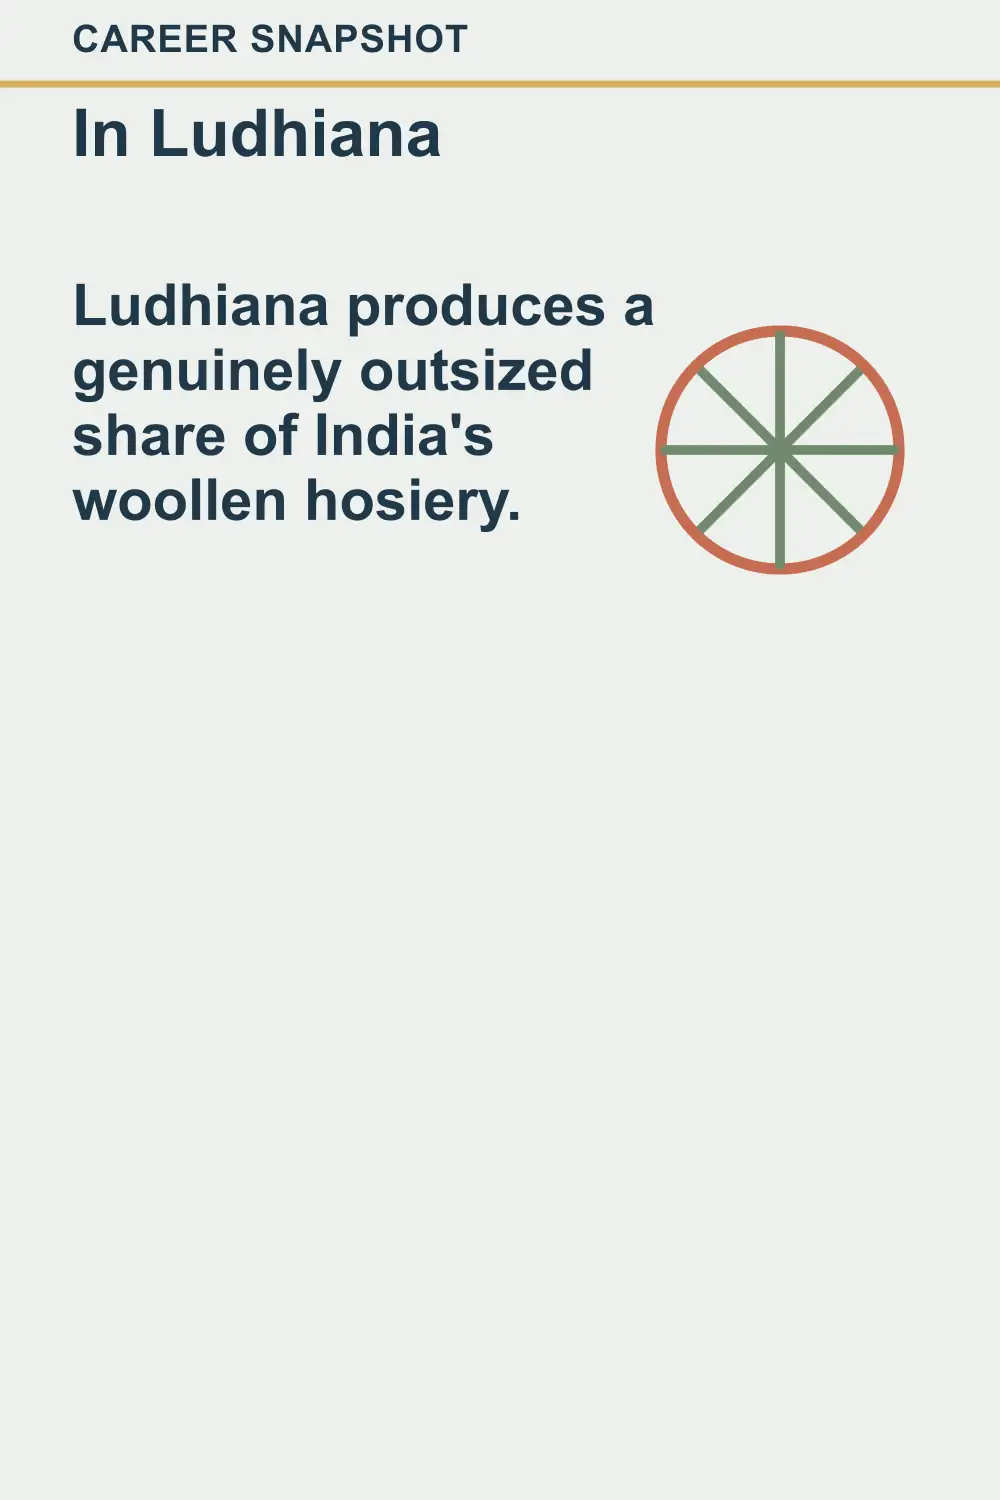 CAREER SNAPSHOT
In Ludhiana
Ludhiana produces a
genuinely outsized
share of India's
woollen hosiery.